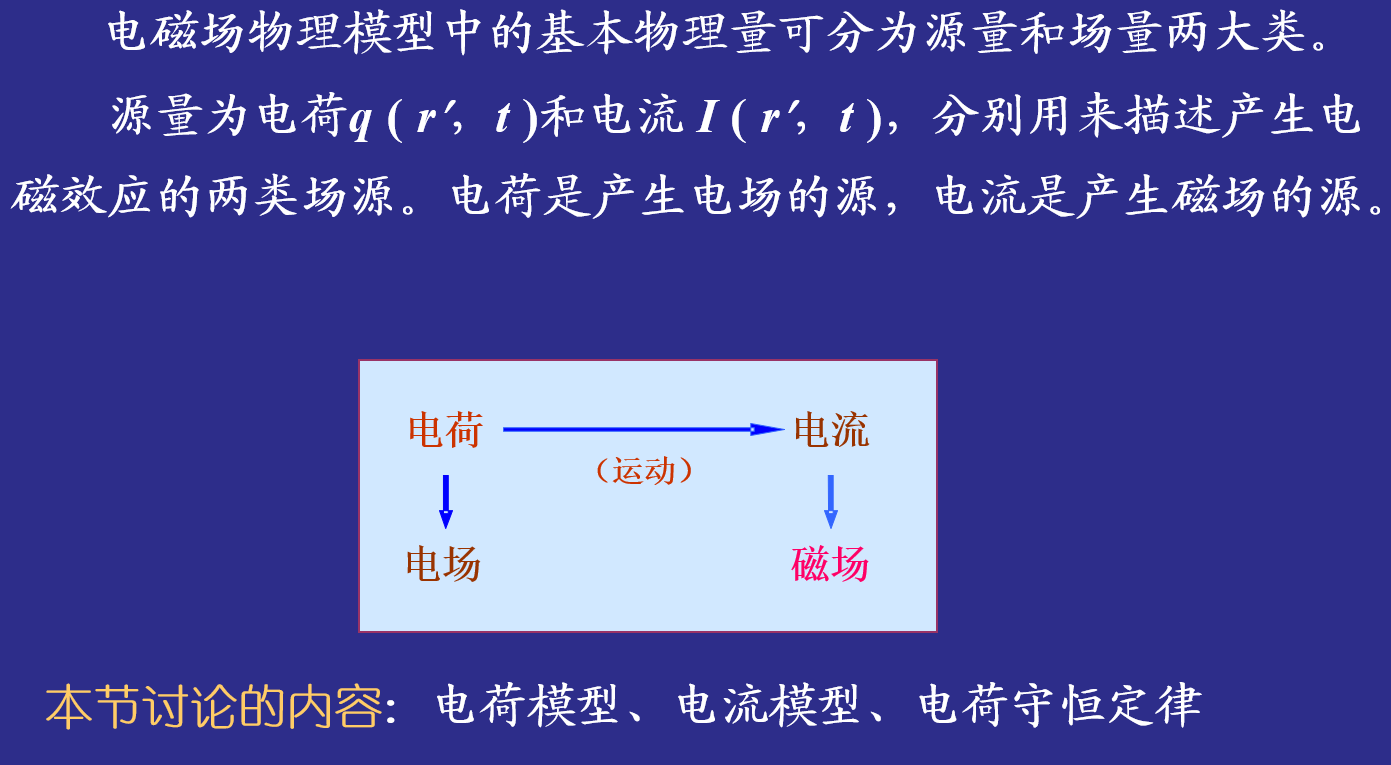 电磁场物理模型中的基本物理量可分为源量和场量两大类。
源量为电荷q ( r′, t )和电流 I ( r′, t ),分别用来描述产生电
磁效应的两类场源。电荷是产生电场的源,电流是产生磁场的源。
电荷 电流
（运动）
电场 磁场
本节讨论的内容：电荷模型、电流模型、电荷守恒定律